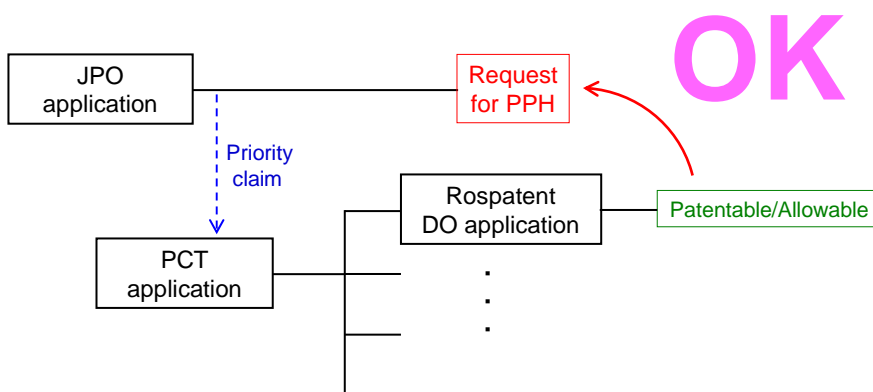 OK
JPO
application
Request
for PPH
Priority
claim
Rospatent
DO application
Patentable/Allowable
PCT
application